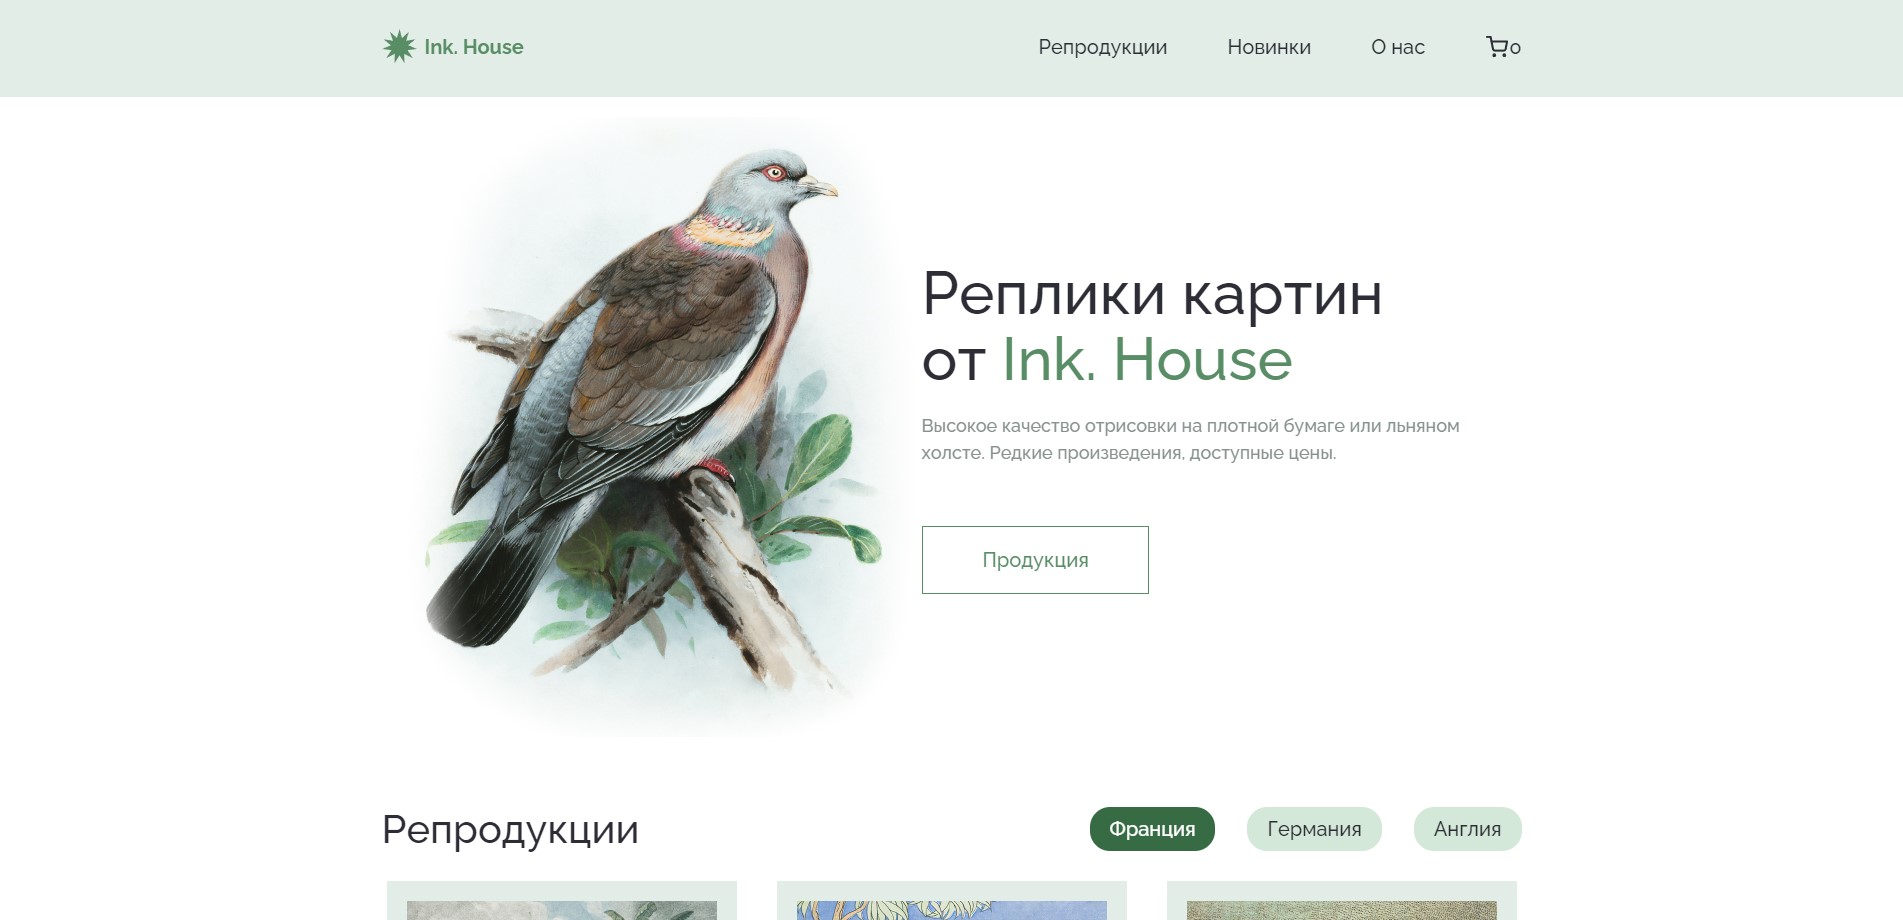 Ink. House
Репродукции
Новинки
О нас
0
Реплики картин
от Ink. House
Высокое качество отрисовки на плотной бумаге или льняном
холсте. Редкие произведения, доступные цены.
Продукция
Репродукции
Франция
Германия
Англия